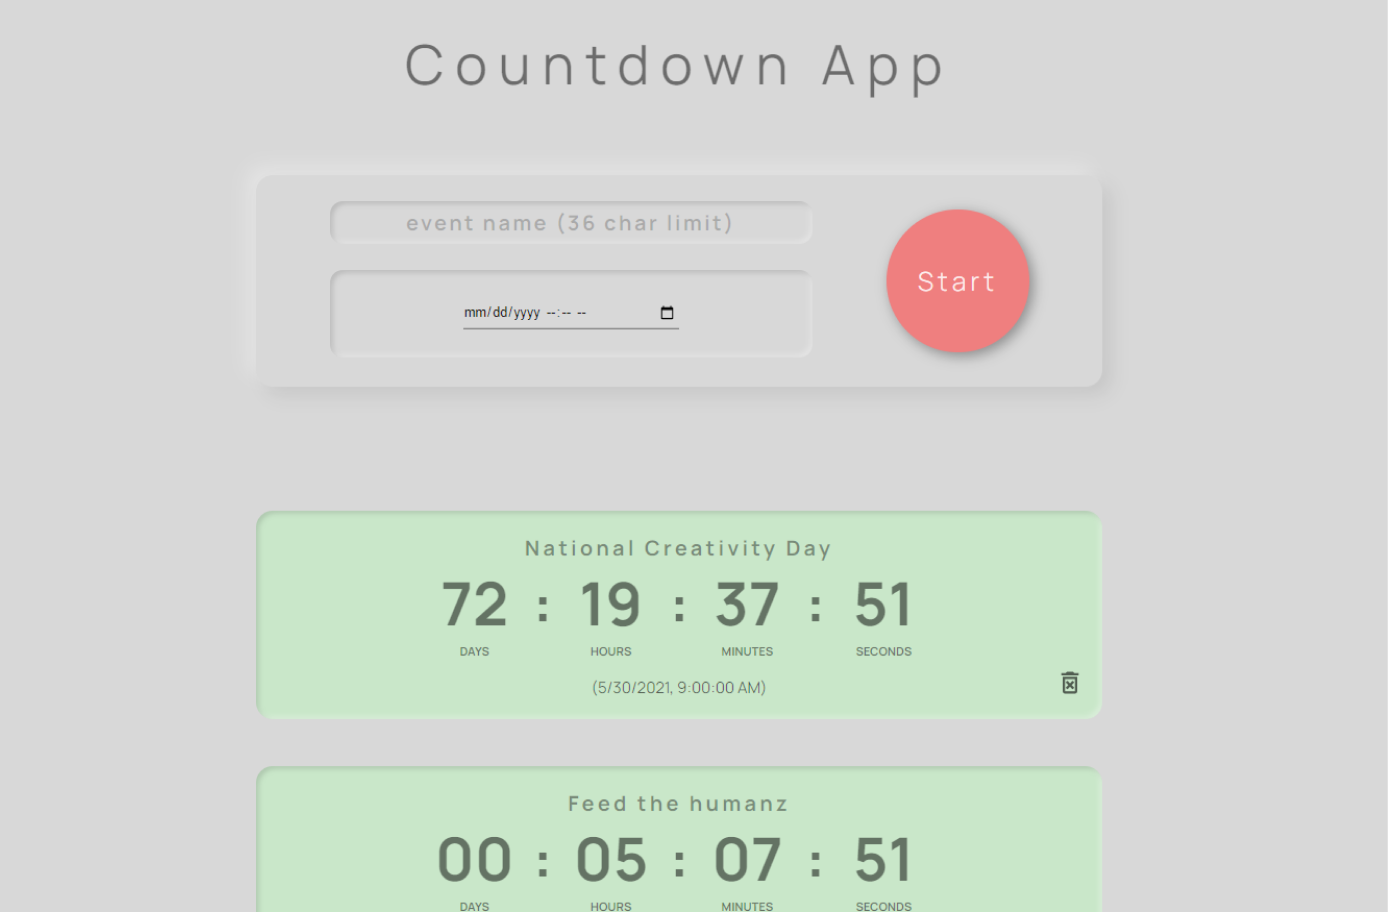 Countdown App
event name (36 char limit)
Start
mm/dd/yyyy --:-- --
National Creativity Day
72 : 19 : 37 : 51
DAYS HOURS MINUTES SECONDS
(5/30/2021, 9:00:00 AM)
Feed the humanz
00 : 05 : 07 : 51
DAYS HOURS MINUTES SECONDS